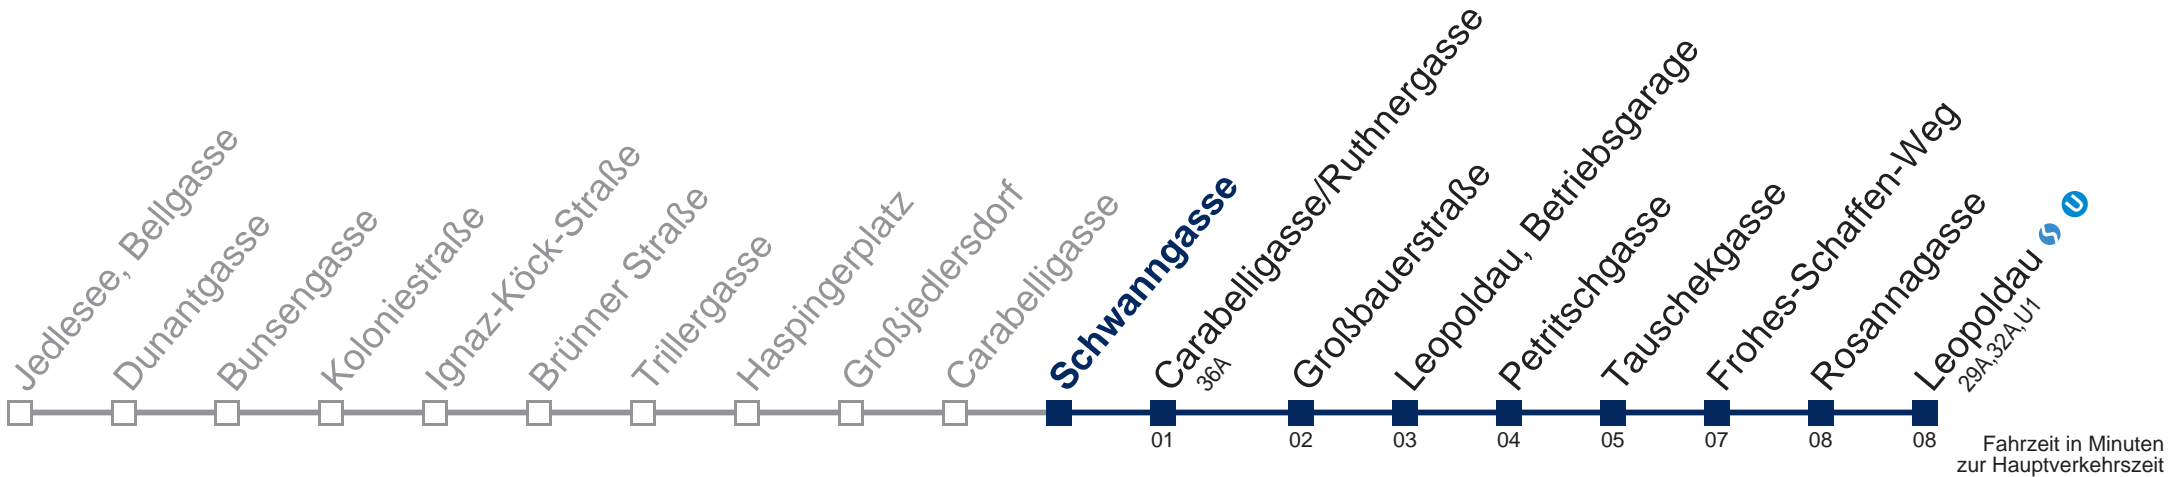 Jedlesee, Bellgasse
Dunantgasse
Bunsengasse
Koloniestraße
Ignaz-Köck-Straße
Brünner Straße
Trillergasse
Haspingerplatz
Großjedlersdorf
Carabelligasse
Schwanngasse
Carabelligasse/Ruthnergasse
36A
Großbauerstraße
Leopoldau, Betriebsgarage
Petritschgasse
Tauschekgasse
Frohes-Schaffen-Weg
Rosannagasse
Leopoldau S U
29A,32A,U1
01 02 03 04 05 07 08 08
Fahrzeit in Minuten
zur Hauptverkehrszeit